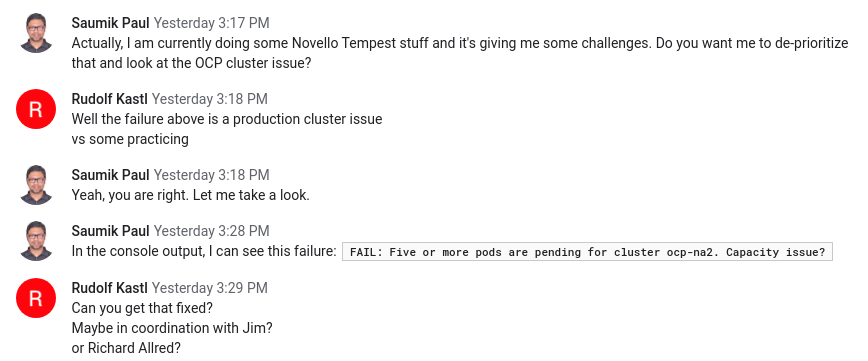 Saumik Paul Yesterday 3:17 PM
Actually, I am currently doing some Novello Tempest stuff and it's giving me some challenges. Do you want me to de-prioritize
that and look at the OCP cluster issue?
R
Rudolf Kastl Yesterday 3:18 PM
Well the failure above is a production cluster issue
vs some practicing
Saumik Paul Yesterday 3:18 PM
Yeah, you are right. Let me take a look.
Saumik Paul Yesterday 3:28 PM
In the console output, I can see this failure: FAIL: Five or more pods are pending for cluster ocp-na2. Capacity issue?
R
Rudolf Kastl Yesterday 3:29 PM
Can you get that fixed?
Maybe in coordination with Jim?
or Richard Allred?